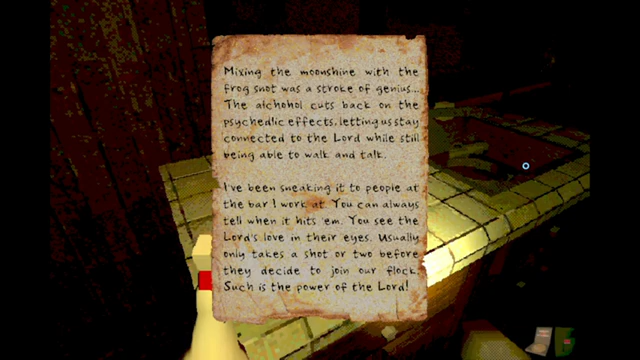 Mixing the moonshine with the
frog snot was a stroke of genius...
The alchohol cuts back on the
psychedlic effects, letting us stay
connected to the Lord while still
being able to walk and talk.
I've been sneaking it to people at
the bar I work at. You can always
tell when it hits 'em. You see the
Lord's love in their eyes. Usually
only takes a shot or two before
they decide to join our flock.
Such is the power of the Lord!